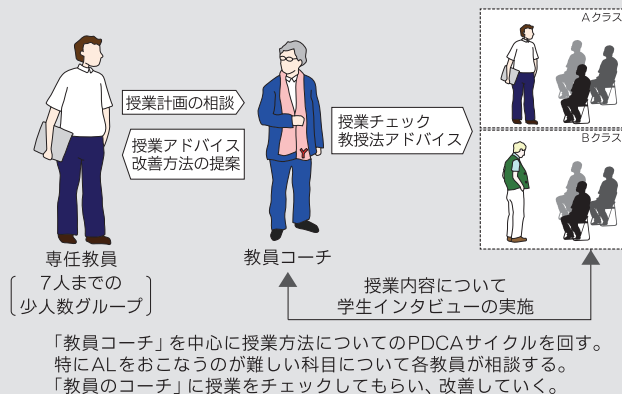 Aクラス
授業計画の相談
授業アドバイス
改善方法の提案
授業チェック
教授法アドバイス
Bクラス
専任教員
7人までの
少人数グループ
教員コーチ
授業内容について
学生インタビューの実施
「教員コーチ」を中心に授業方法についてのPDCAサイクルを回す。
特にALをおこなうのが難しい科目について各教員が相談する。
「教員のコーチ」に授業をチェックしてもらい、改善していく。